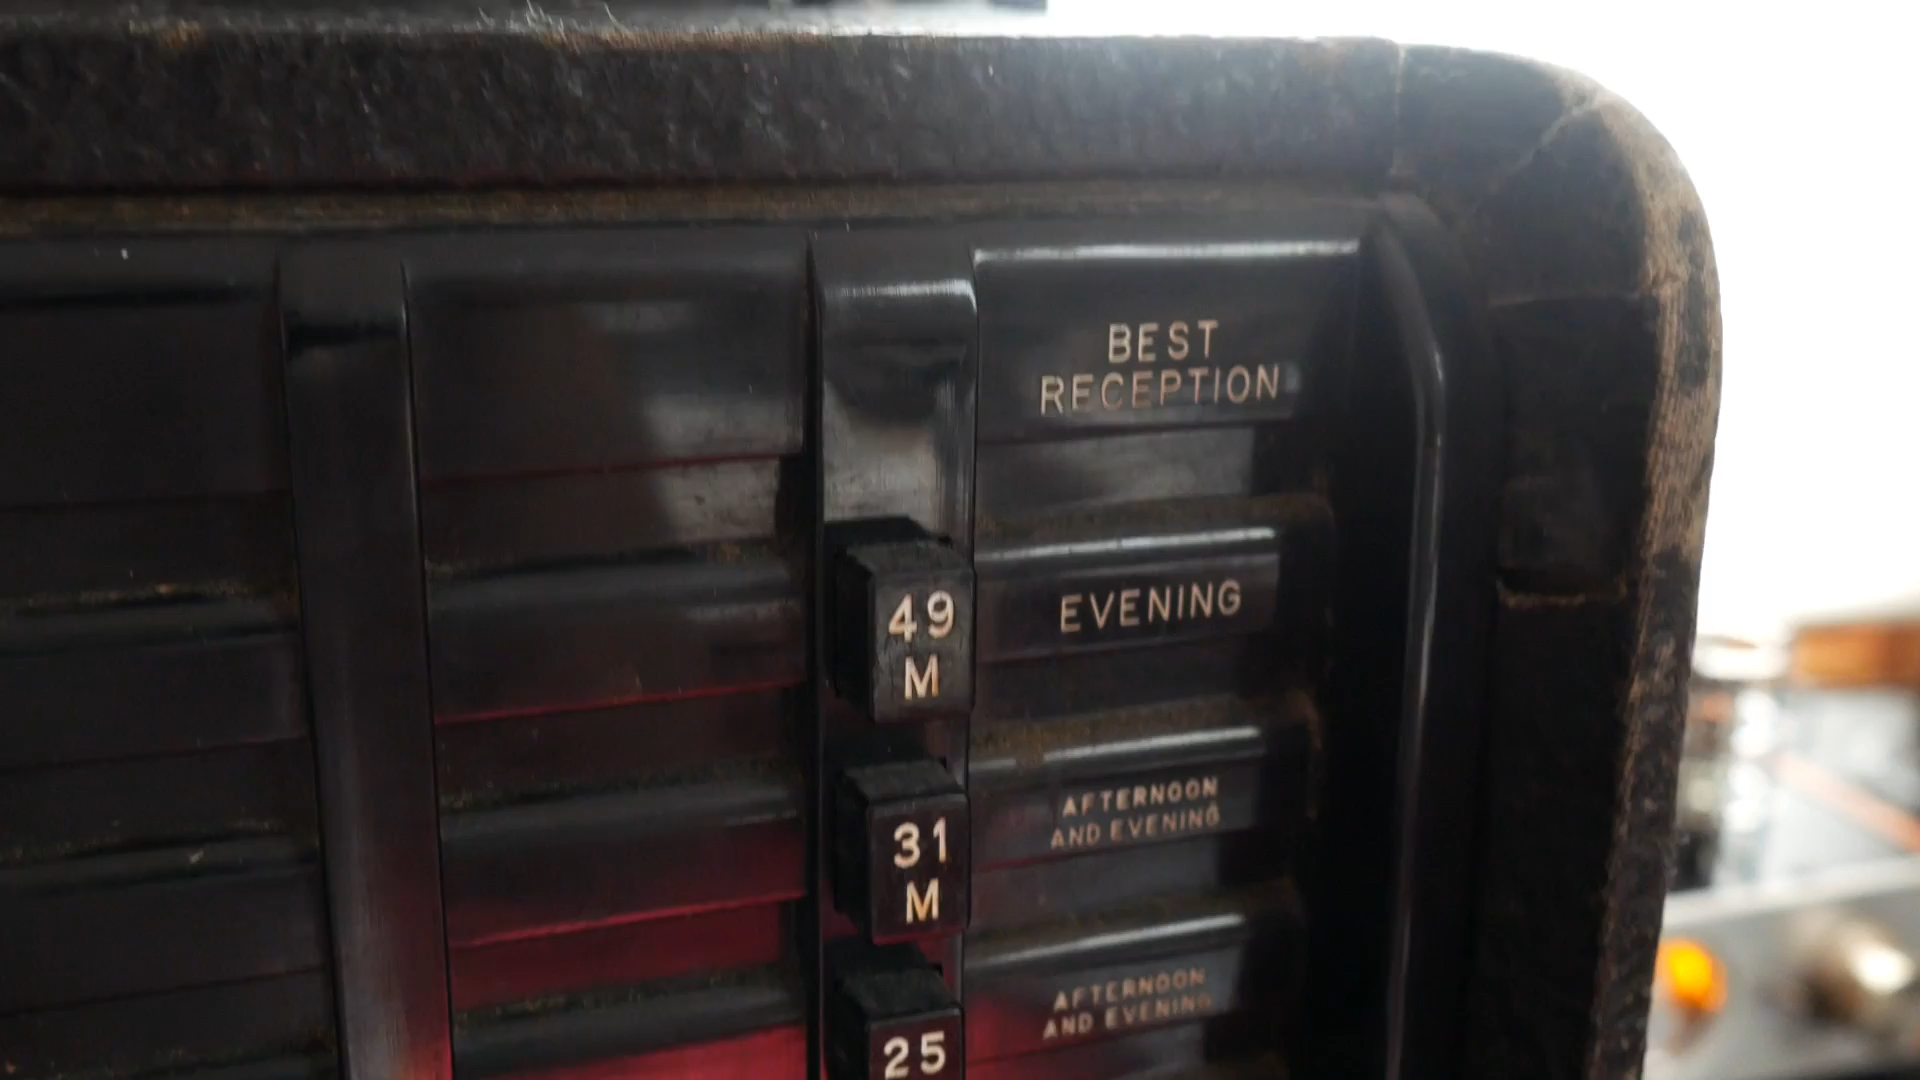 BEST
RECEPTION
49
M
EVENING
31
M
AFTERNOON
AND EVENING
25
AFTERNOON
AND EVENING